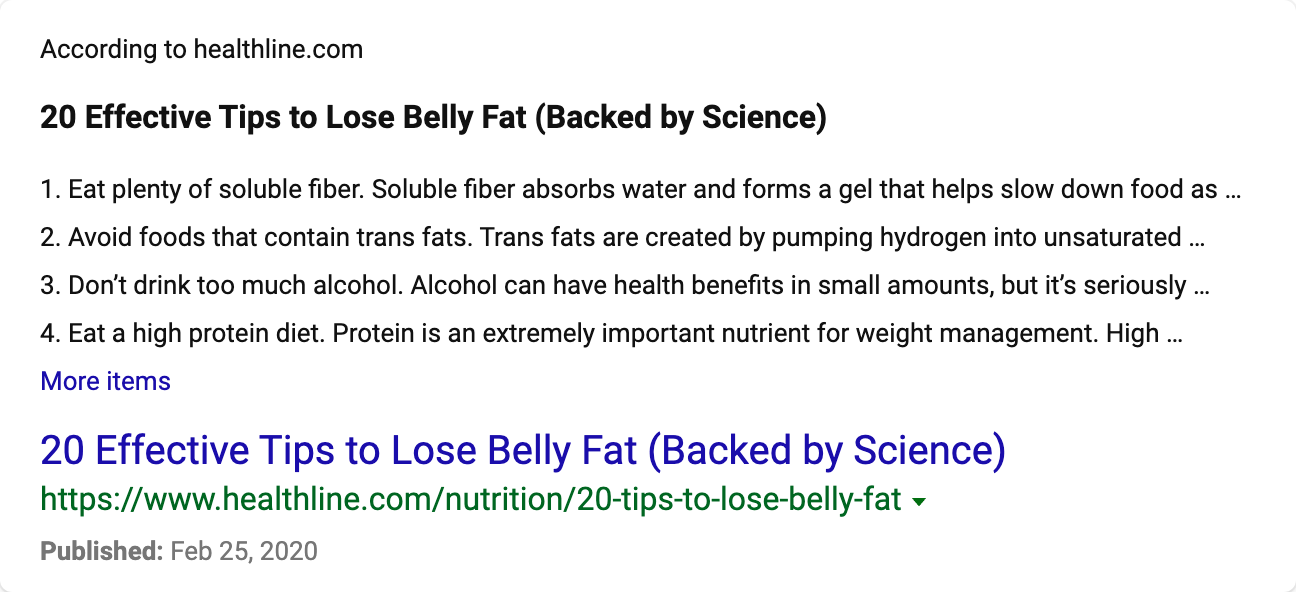 According to healthline.com
20 Effective Tips to Lose Belly Fat (Backed by Science)
1. Eat plenty of soluble fiber. Soluble fiber absorbs water and forms a gel that helps slow down food as ...
2. Avoid foods that contain trans fats. Trans fats are created by pumping hydrogen into unsaturated ...
3. Don’t drink too much alcohol. Alcohol can have health benefits in small amounts, but it’s seriously ...
4. Eat a high protein diet. Protein is an extremely important nutrient for weight management. High ...
More items
20 Effective Tips to Lose Belly Fat (Backed by Science)
https://www.healthline.com/nutrition/20-tips-to-lose-belly-fat
Published: Feb 25, 2020